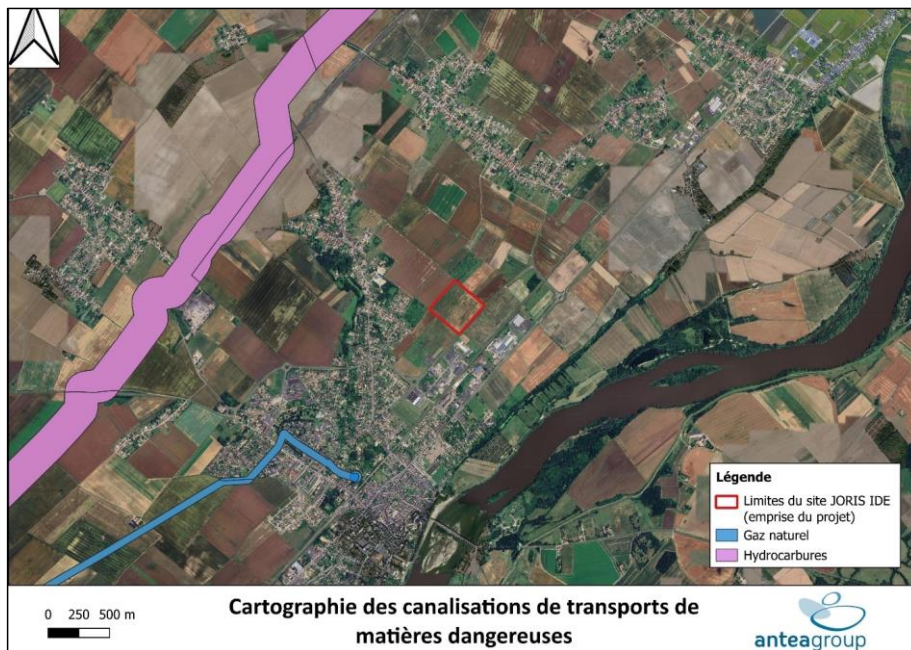 Légende
Limites du site JORIS IDE
(emprise du projet)
Gaz naturel
Hydrocarbures
0 250 500 m
Cartographie des canalisations de transports de
matières dangereuses
anteagroup